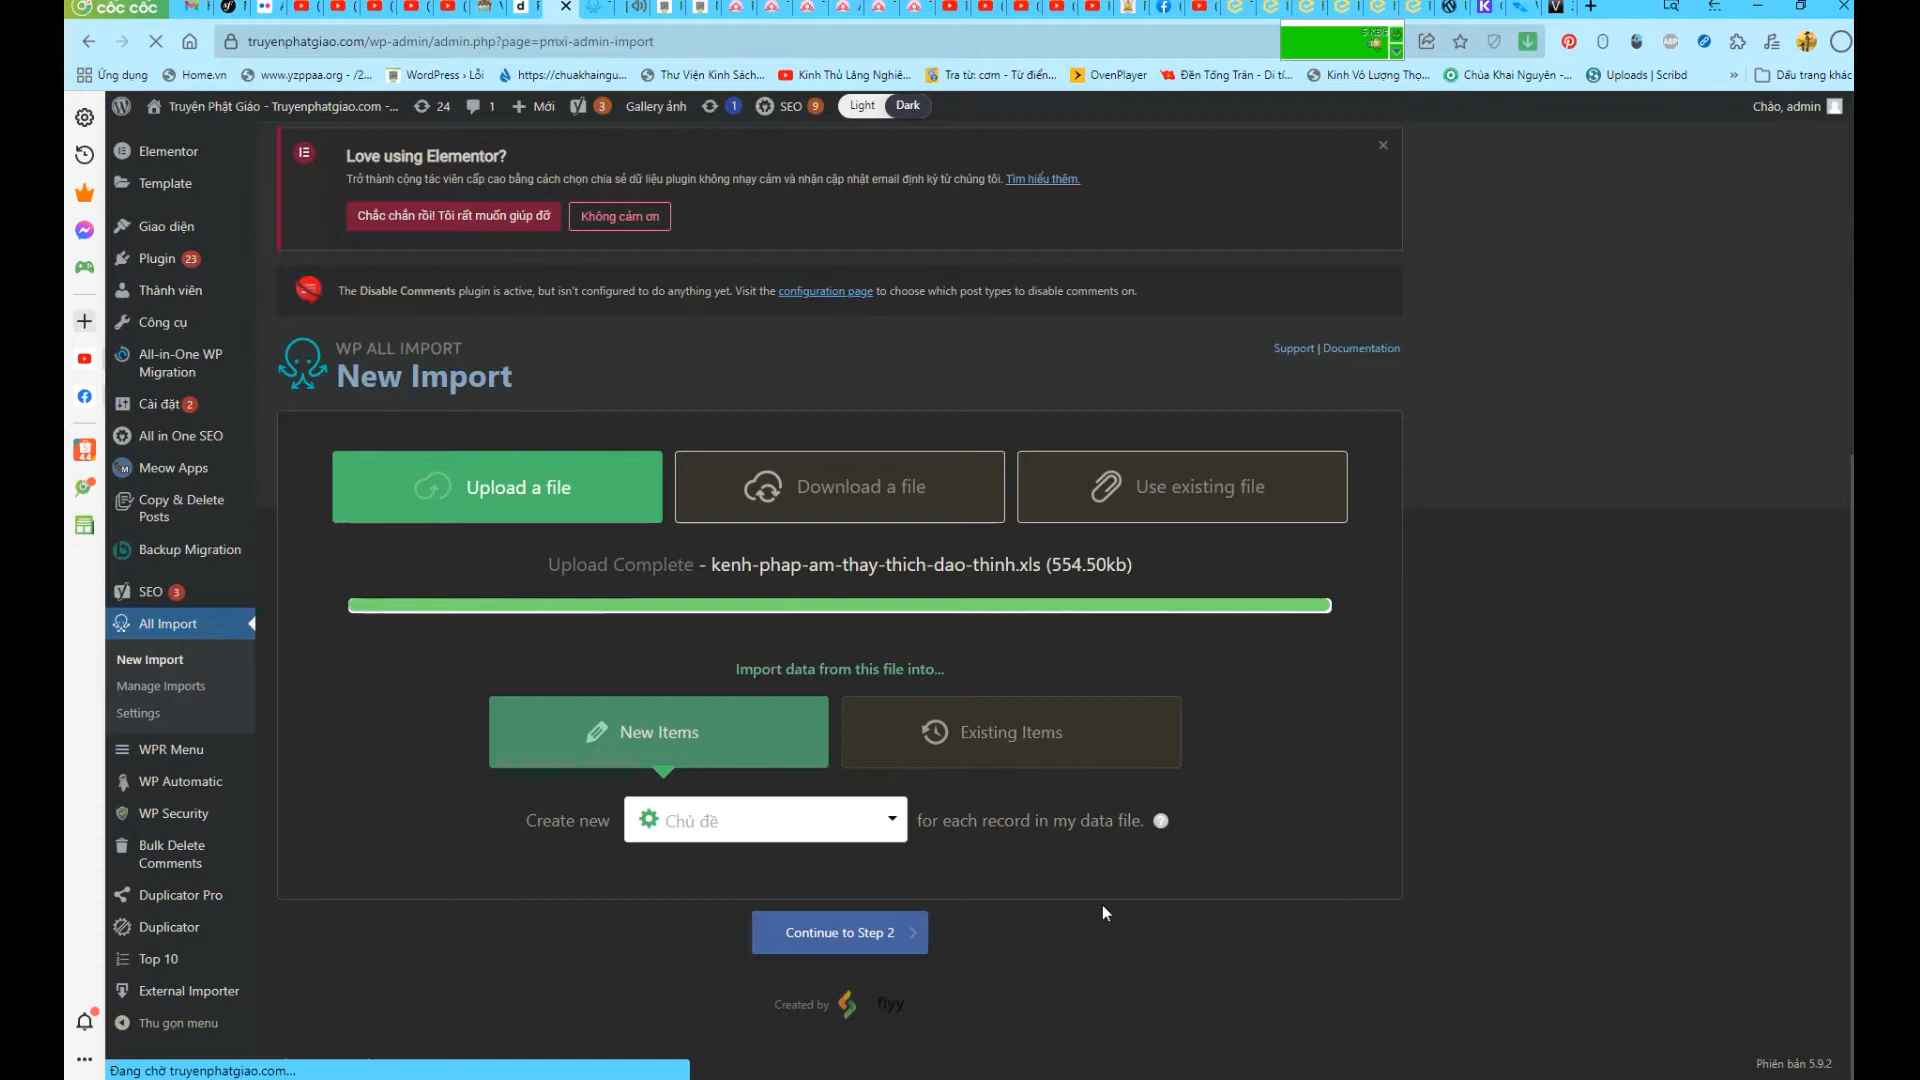 cốc cốc
truyenphatgiao.com/wp-admin/admin.php?page=pmxi-admin-import
Ứng dụng
Home.vn
www.yzppaa.org - /2...
WordPress › Lỗi
https://chuakhaingu...
Thư Viện Kinh Sách...
Kinh Thủ Lăng Nghiê...
Tra từ: cơm - Từ điển...
OvenPlayer
Đền Tống Trân - Di tí...
Kinh Vô Lượng Thọ...
Chùa Khai Nguyên -...
Uploads | Scribd
»
Dấu trang khác
Truyện Phật Giáo - Truyenphatgiao.com -...
24
1
Mới
3
Gallery ảnh
1
SEO 9
Light
Dark
Chào, admin
Elementor
Template
Giao diện
Plugin 23
Thành viên
Công cụ
All-in-One WP
Migration
Cài đặt 2
All in One SEO
Meow Apps
Copy & Delete
Posts
Backup Migration
SEO 3
All Import
New Import
Manage Imports
Settings
WPR Menu
WP Automatic
WP Security
Bulk Delete
Comments
Duplicator Pro
Duplicator
Top 10
External Importer
Thu gọn menu
Love using Elementor?
Trở thành cộng tác viên cấp cao bằng cách chọn chia sẻ dữ liệu plugin không nhạy cảm và nhận cập nhật email định kỳ từ chúng tôi. Tìm hiểu thêm.
Chắc chắn rồi! Tôi rất muốn giúp đỡ
Không cảm ơn
The Disable Comments plugin is active, but isn't configured to do anything yet. Visit the configuration page to choose which post types to disable comments on.
WP ALL IMPORT
New Import
Support | Documentation
Upload a file
Download a file
Use existing file
Upload Complete - kenh-phap-am-thay-thich-dao-thinh.xls (554.50kb)
Import data from this file into...
New Items
Existing Items
Create new
Chủ đề
for each record in my data file. ?
Continue to Step 2
Created by
flyy
Phiên bản 5.9.2
Đang chờ truyenphatgiao.com...